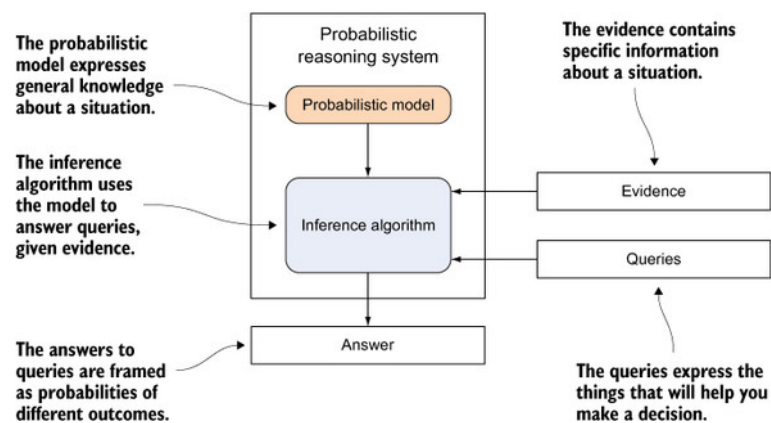 The probabilistic
model expresses
general knowledge
about a situation.
The inference
algorithm uses
the model to
answer queries,
given evidence.
The answers to
queries are framed
as probabilities of
different outcomes.
Probabilistic
reasoning system
Probabilistic model
Inference algorithm
Answer
The evidence contains
specific information
about a situation.
Evidence
Queries
The queries express the
things that will help you
make a decision.